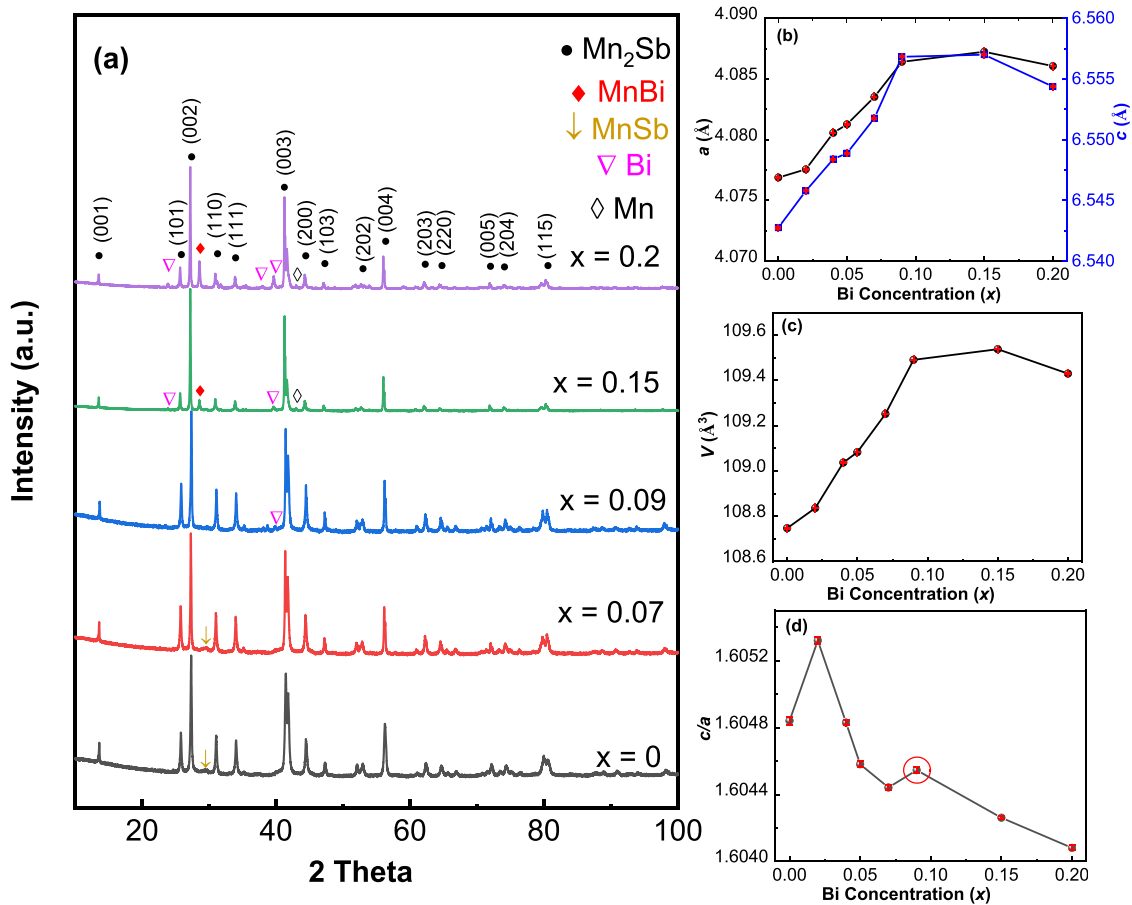 (a)
● Mn₂Sb
♦ MnBi
↓ MnSb
▽ Bi
◊ Mn
(001)
(101)
(002)
(110)
(111)
(003)
(200)
(103)
(202)
(004)
(203)
(220)
(005)
(204)
(115)
x = 0.2
x = 0.15
x = 0.09
x = 0.07
x = 0
Intensity (a.u.)
20 40 60 80 100
2 Theta
(b)
4.090
4.085
4.080
4.075
4.070
a (Å)
6.560
6.555
6.550
6.545
6.540
c (Å)
0.00 0.05 0.10 0.15 0.20
Bi Concentration (x)
(c)
109.6
109.4
109.2
109.0
108.8
108.6
V (Å³)
0.00 0.05 0.10 0.15 0.20
Bi Concentration (x)
(d)
1.6052
1.6048
1.6044
1.6040
c/a
0.00 0.05 0.10 0.15 0.20
Bi Concentration (x)